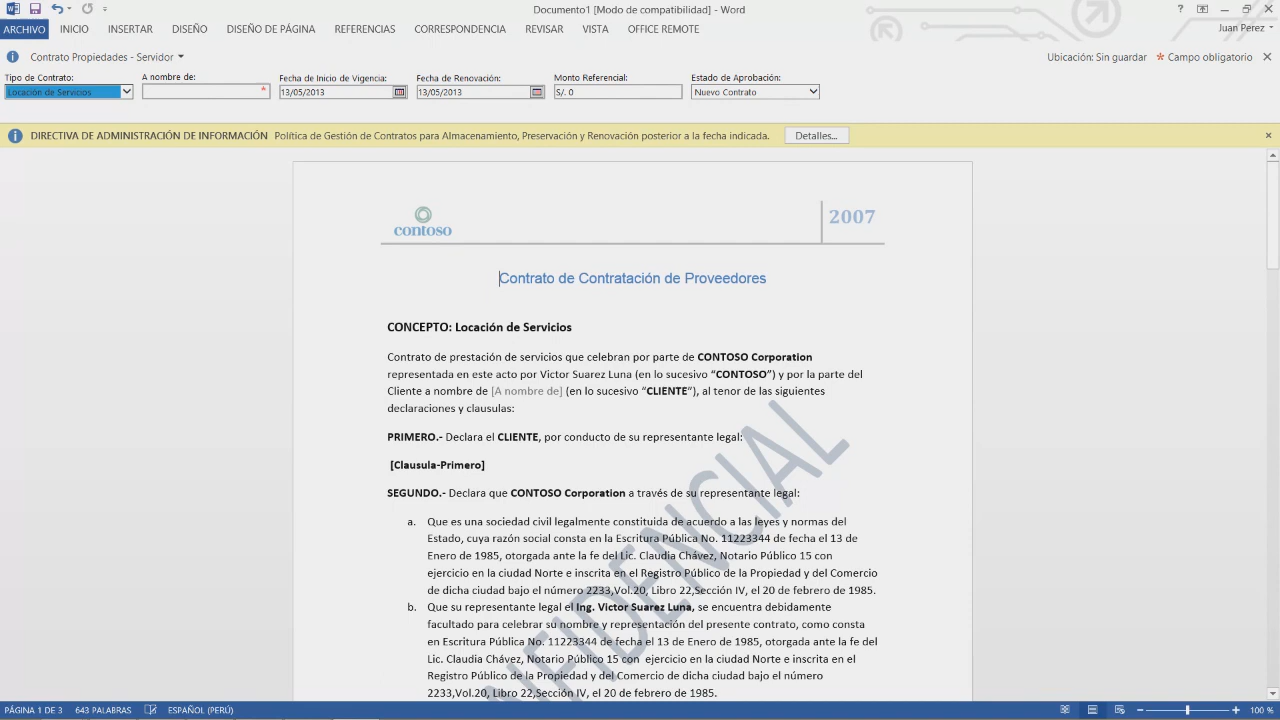 Documento1 [Modo de compatibilidad] - Word
?
ARCHIVO INICIO INSERTAR DISEÑO DISEÑO DE PÁGINA REFERENCIAS CORRESPONDENCIA REVISAR VISTA OFFICE REMOTE
Juan Perez
Contrato Propiedades - Servidor
Ubicación: Sin guardar * Campo obligatorio
Tipo de Contrato: A nombre de: Fecha de Inicio de Vigencia: Fecha de Renovación: Monto Referencial: Estado de Aprobación:
Locación de Servicios * 13/05/2013 13/05/2013 S/. 0 Nuevo Contrato
DIRECTIVA DE ADMINISTRACIÓN DE INFORMACIÓN Política de Gestión de Contratos para Almacenamiento, Preservación y Renovación posterior a la fecha indicada. Detalles...
contoso
2007
Contrato de Contratación de Proveedores
CONCEPTO: Locación de Servicios
Contrato de prestación de servicios que celebran por parte de CONTOSO Corporation
representada en este acto por Victor Suarez Luna (en lo sucesivo “CONTOSO”) y por la parte del
Cliente a nombre de [A nombre de] (en lo sucesivo “CLIENTE”), al tenor de las siguientes
declaraciones y clausulas:
PRIMERO.- Declara el CLIENTE, por conducto de su representante legal:
[Clausula-Primero]
SEGUNDO.- Declara que CONTOSO Corporation a través de su representante legal:
a. Que es una sociedad civil legalmente constituida de acuerdo a las leyes y normas del
Estado, cuya razón social consta en la Escritura Pública No. 11223344 de fecha el 13 de
Enero de 1985, otorgada ante la fe del Lic. Claudia Chávez, Notario Público 15 con
ejercicio en la ciudad Norte e inscrita en el Registro Público de la Propiedad y del Comercio
de dicha ciudad bajo el número 2233,Vol.20, Libro 22,Sección IV, el 20 de febrero de 1985.
b. Que su representante legal el Ing. Victor Suarez Luna, se encuentra debidamente
facultado para celebrar su nombre y representación del presente contrato, como consta
en Escritura Pública No. 11223344 de fecha el 13 de Enero de 1985, otorgada ante la fe del
Lic. Claudia Chávez, Notario Público 15 con ejercicio en la ciudad Norte e inscrita en el
Registro Público de la Propiedad y del Comercio de dicha ciudad bajo el número
2233,Vol.20, Libro 22,Sección IV, el 20 de febrero de 1985.
NFIDENCIAL
PÁGINA 1 DE 3 643 PALABRAS ESPAÑOL (PERÚ) 100 %